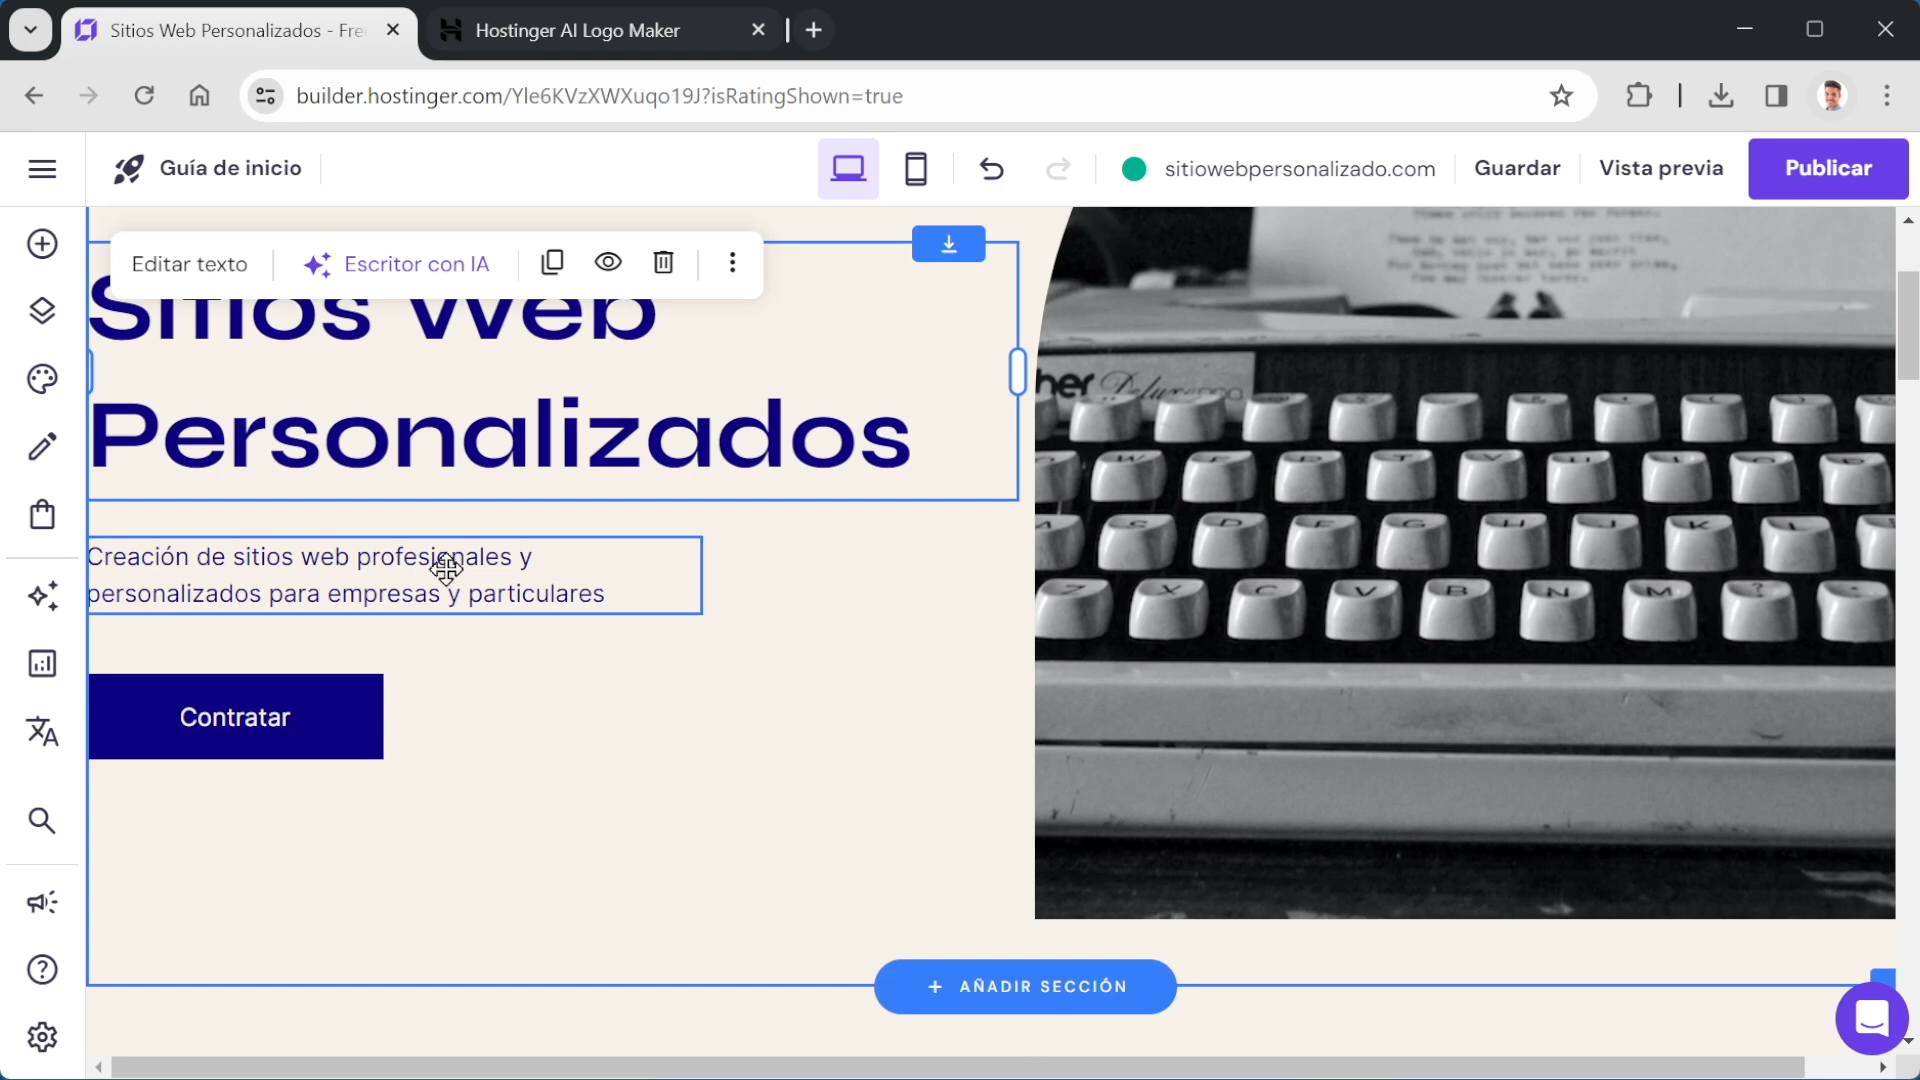 Sitios Web Personalizados - Fre
Hostinger AI Logo Maker
builder.hostinger.com/Yle6KVzXWXuqo19J?isRatingShown=true
Guía de inicio
sitiowebpersonalizado.com
Guardar
Vista previa
Publicar
Editar texto
Escritor con IA
Sitios Web
Personalizados
Creación de sitios web profesionales y
personalizados para empresas y particulares
Contratar
+ AÑADIR SECCIÓN